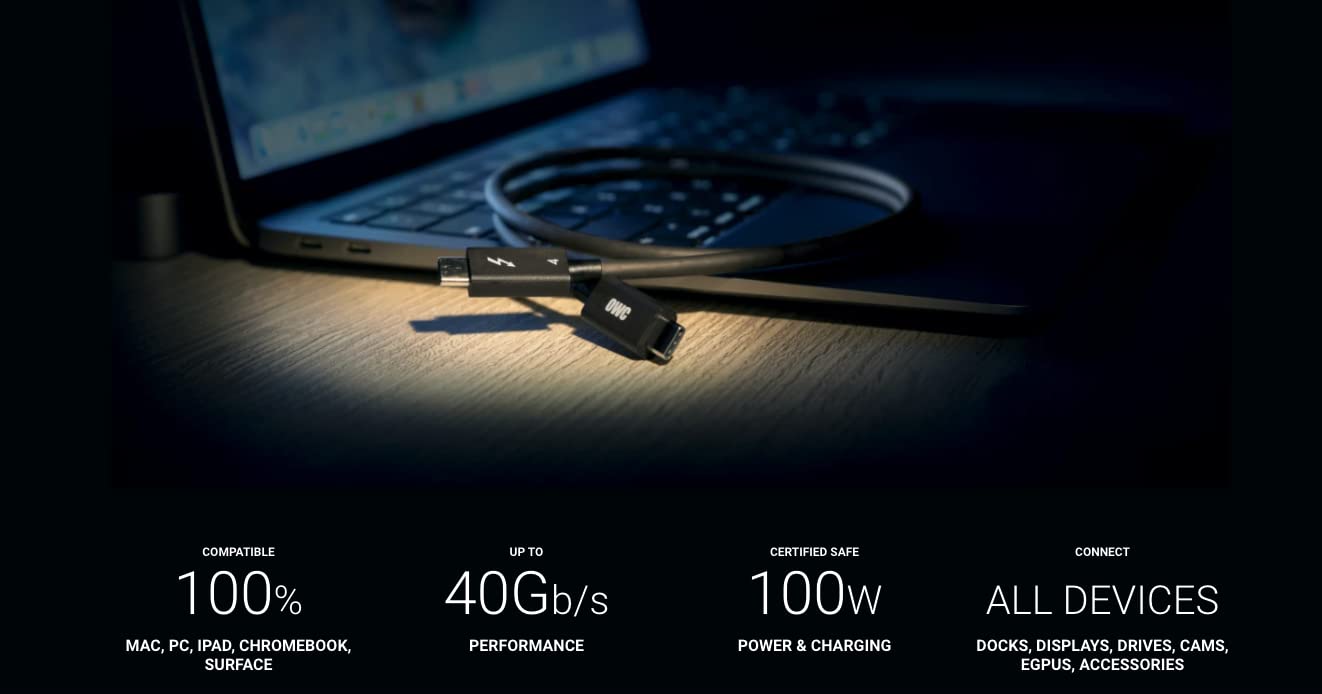 4
OWC
COMPATIBLE
100%
MAC, PC, IPAD, CHROMEBOOK,
SURFACE
UP TO
40Gb/s
PERFORMANCE
CERTIFIED SAFE
100W
POWER & CHARGING
CONNECT
ALL DEVICES
DOCKS, DISPLAYS, DRIVES, CAMS,
EGPUS, ACCESSORIES